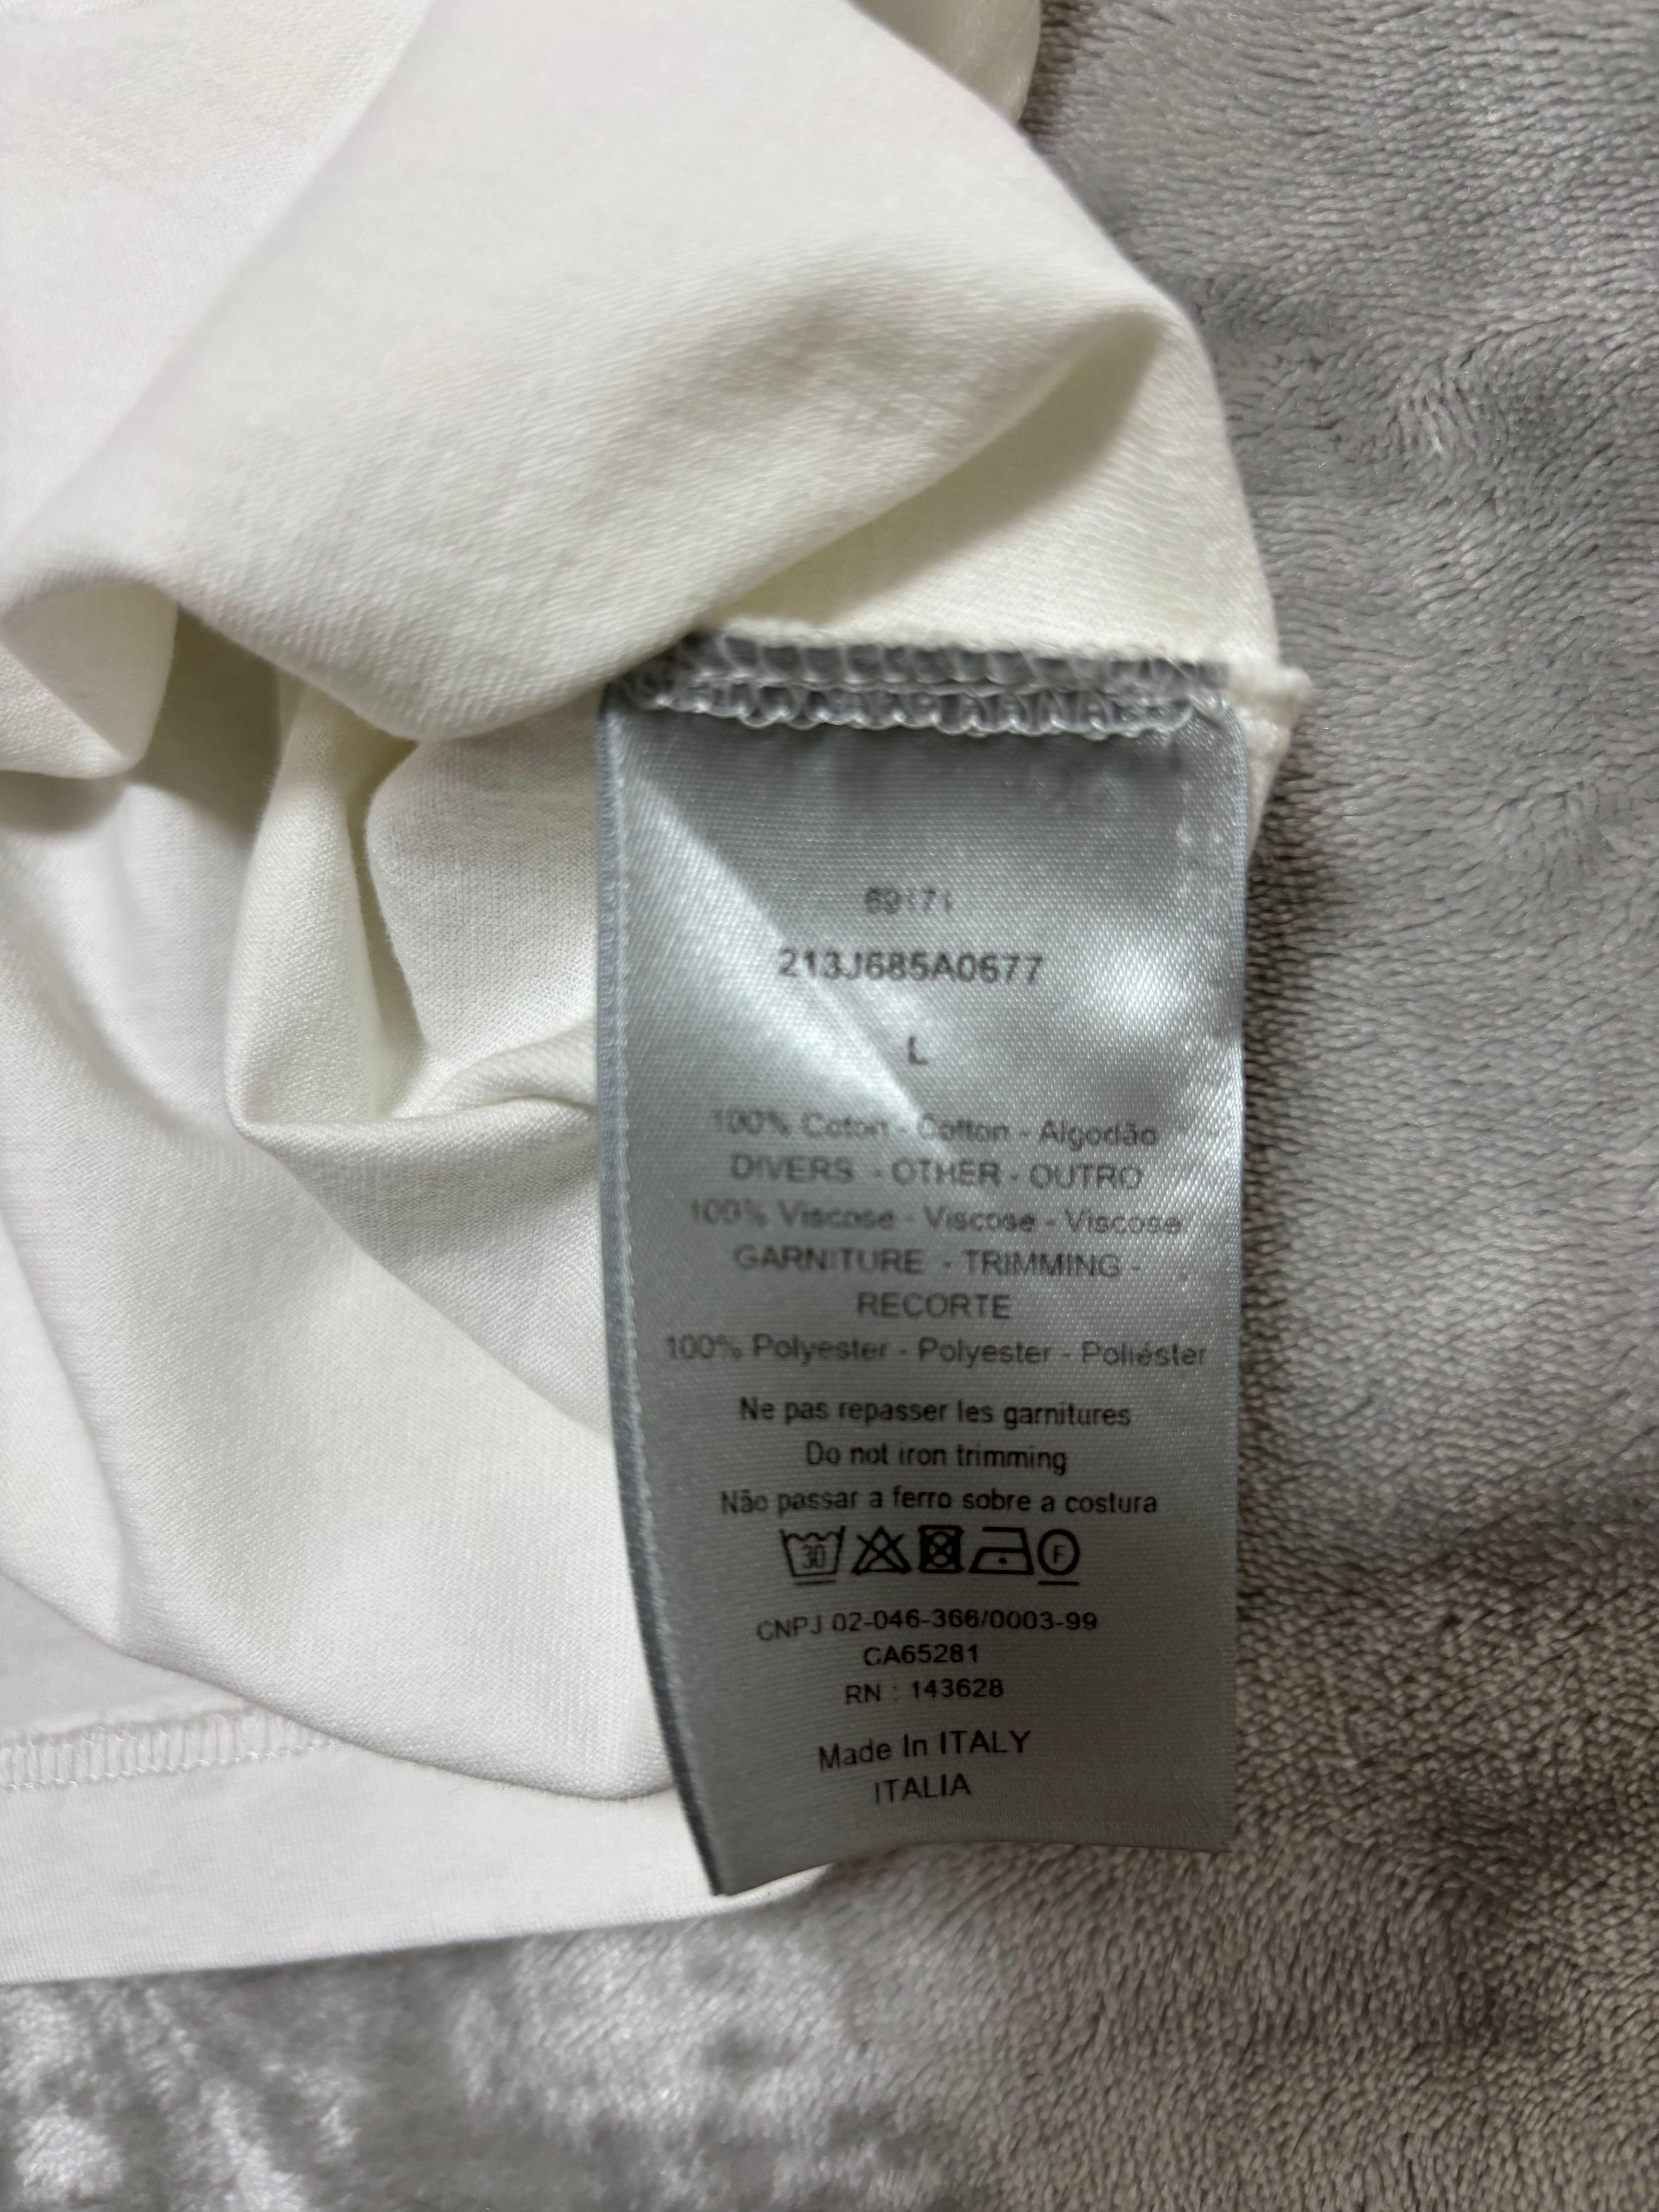 69171
213J685A0677
L
100% Coton - Cotton - Algodão
DIVERS - OTHER - OUTRO
100% Viscose - Viscose - Viscose
GARNITURE - TRIMMING -
RECORTE
100% Polyester - Polyester - Poliéster
Ne pas repasser les garnitures
Do not iron trimming
Não passar a ferro sobre a costura
30 F
CNPJ 02-046-366/0003-99
CA65281
RN : 143628
Made In ITALY
ITALIA